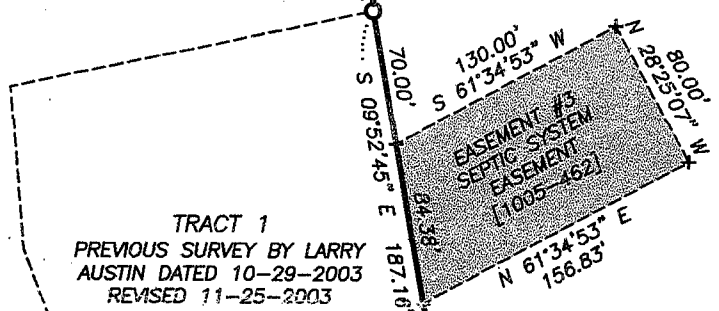 70.00'
S 09°52'45" E 187.16'
84.38'
130.00'
S 61°34'53" W
80.00'
N 28°25'07" W
EASEMENT #3
SEPTIC SYSTEM
EASEMENT
[1005-462]
N 61°34'53" E
156.83'
TRACT 1
PREVIOUS SURVEY BY LARRY
AUSTIN DATED 10-29-2003
REVISED 11-25-2003